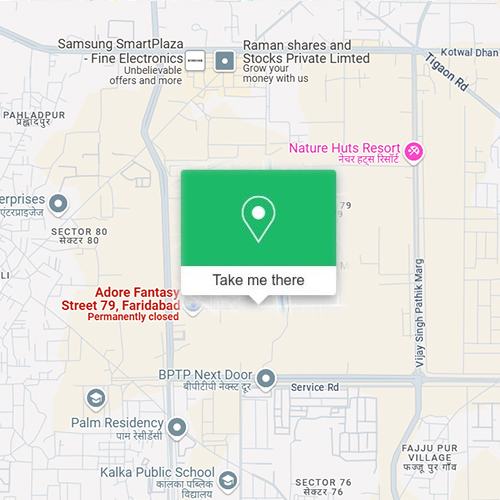 Samsung SmartPlaza
- Fine Electronics
Unbelievable
offers and more
Raman shares and
Stocks Private Limted
Grow your
money with us
Kotwal Dhan
Tigaon Rd
PAHLADPUR
प्रह्लादपुर
Nature Huts Resort
नेचर हट्स रिसॉर्ट
erprises
एंटरप्राइजेज
79
SECTOR 80
सेक्टर 80
M
Take me there
Adore Fantasy
Street 79, Faridabad
Permanently closed
Vijay Singh Pathik Marg
BPTP Next Door
बीपीटीपी नेक्स्ट दूर
Service Rd
Palm Residency
पाम रेसीडेंसी
FAJJU PUR
VILLAGE
फज्जू पुर गाँव
Kalka Public School
कालका पब्लिक
विद्यालय
SECTOR 76
सेक्टर 76